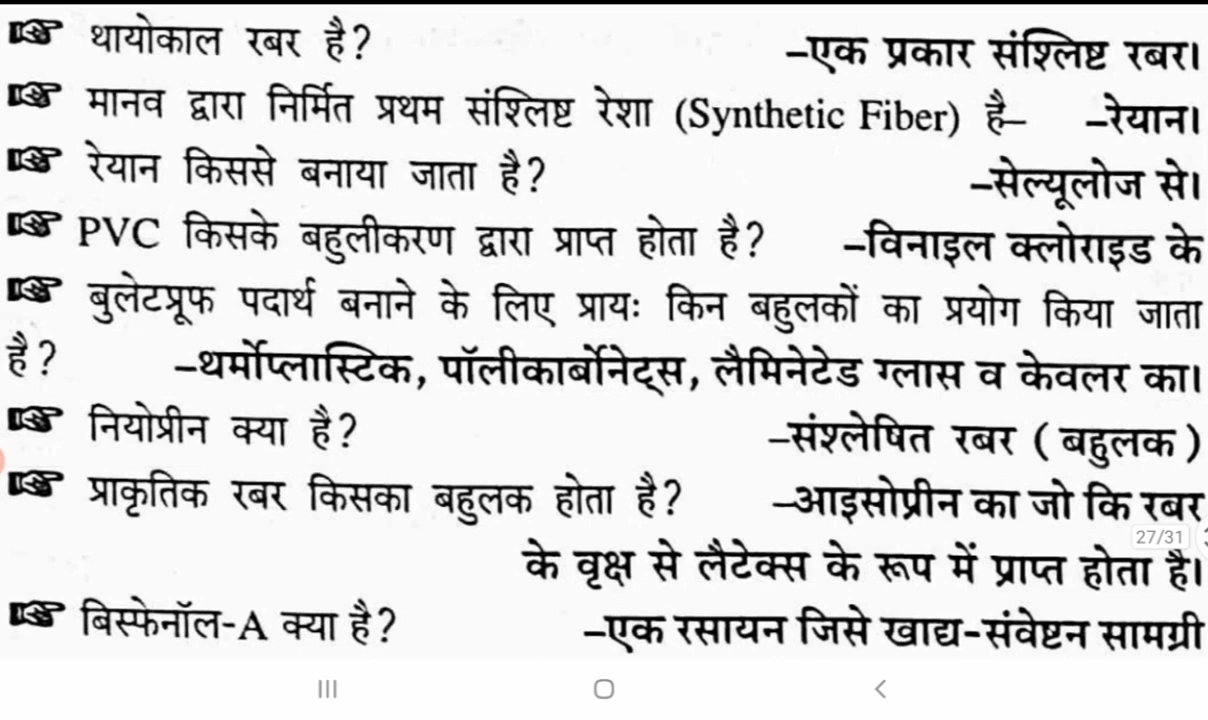 ☞ थायोकाल रबर है? –एक प्रकार संश्लिष्ट रबर।
☞ मानव द्वारा निर्मित प्रथम संश्लिष्ट रेशा (Synthetic Fiber) है– –रेयान।
☞ रेयान किससे बनाया जाता है? –सेल्यूलोज से।
☞ PVC किसके बहुलीकरण द्वारा प्राप्त होता है? –विनाइल क्लोराइड के
☞ बुलेटप्रूफ पदार्थ बनाने के लिए प्रायः किन बहुलकों का प्रयोग किया जाता
है? –थर्मोप्लास्टिक, पॉलीकार्बोनेट्स, लैमिनेटेड ग्लास व केवलर का।
☞ नियोप्रीन क्या है? –संश्लेषित रबर (बहुलक)
☞ प्राकृतिक रबर किसका बहुलक होता है? –आइसोप्रीन का जो कि रबर
27/31
के वृक्ष से लैटेक्स के रूप में प्राप्त होता है।
☞ बिस्फेनॉल-A क्या है? –एक रसायन जिसे खाद्य-संवेष्टन सामग्री